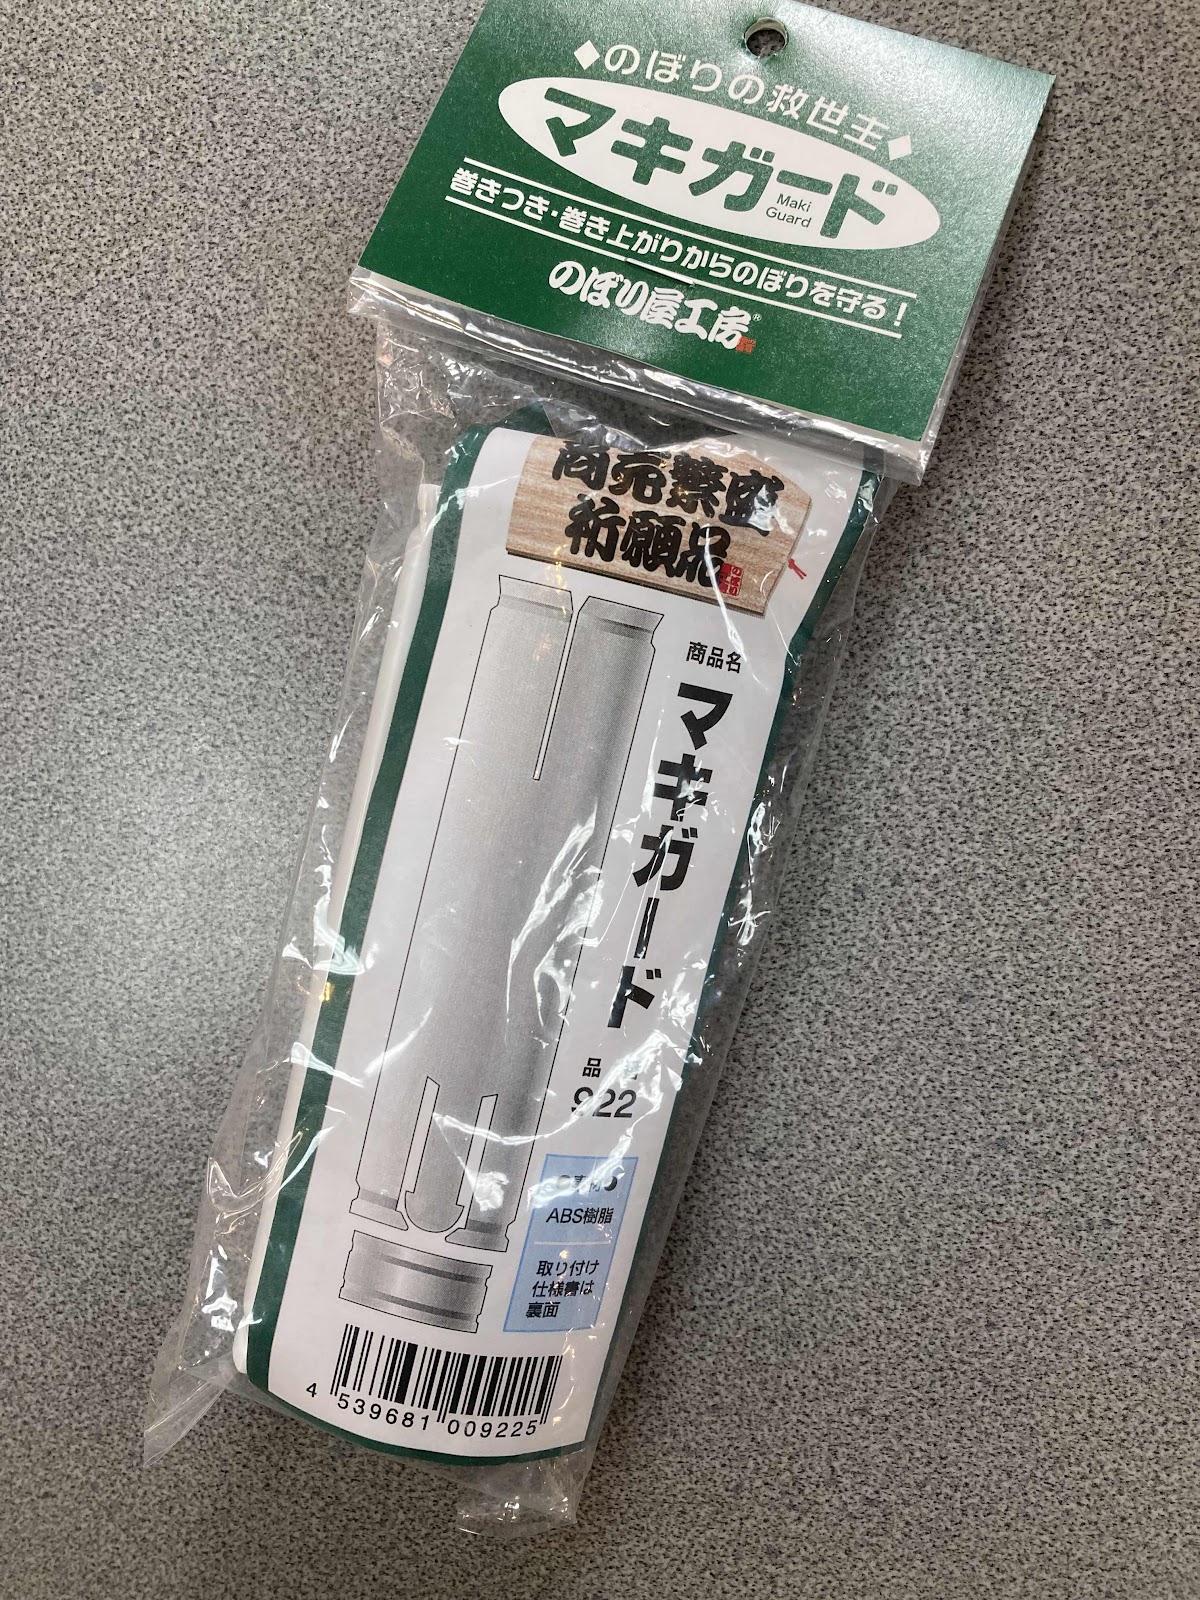 ◆のぼりの救世主◆
マキガード
Maki
Guard
巻きつき・巻き上がりからのぼりを守る！
のぼり屋工房®
商売繁盛
祈願品
商品名
マキガード
品
922
素材
ABS樹脂
取り付け
仕様書は
裏面
4 539681 009225